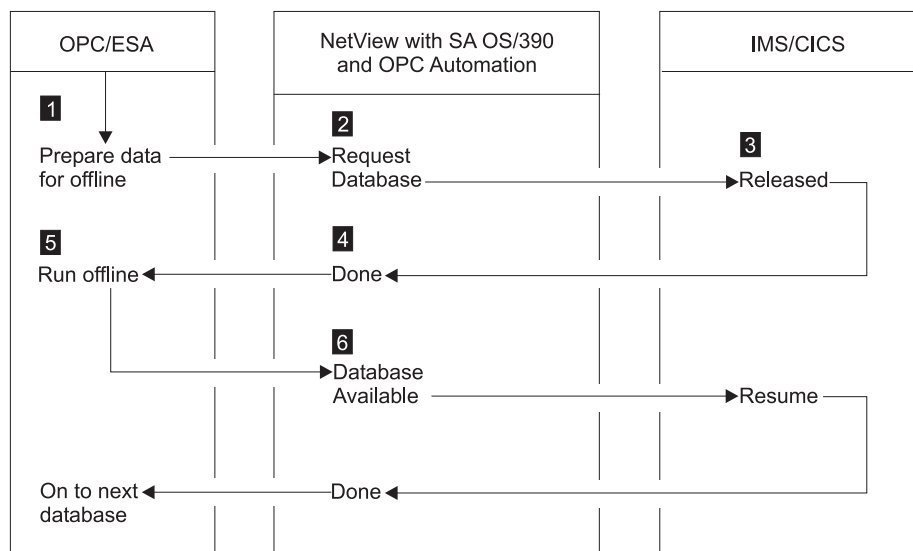 OPC/ESA
NetView with SA OS/390
and OPC Automation
IMS/CICS
1
Prepare data
for offline
2
Request
Database
3
Released
5
Run offline
4
Done
6
Database
Available
Resume
On to next
database
Done